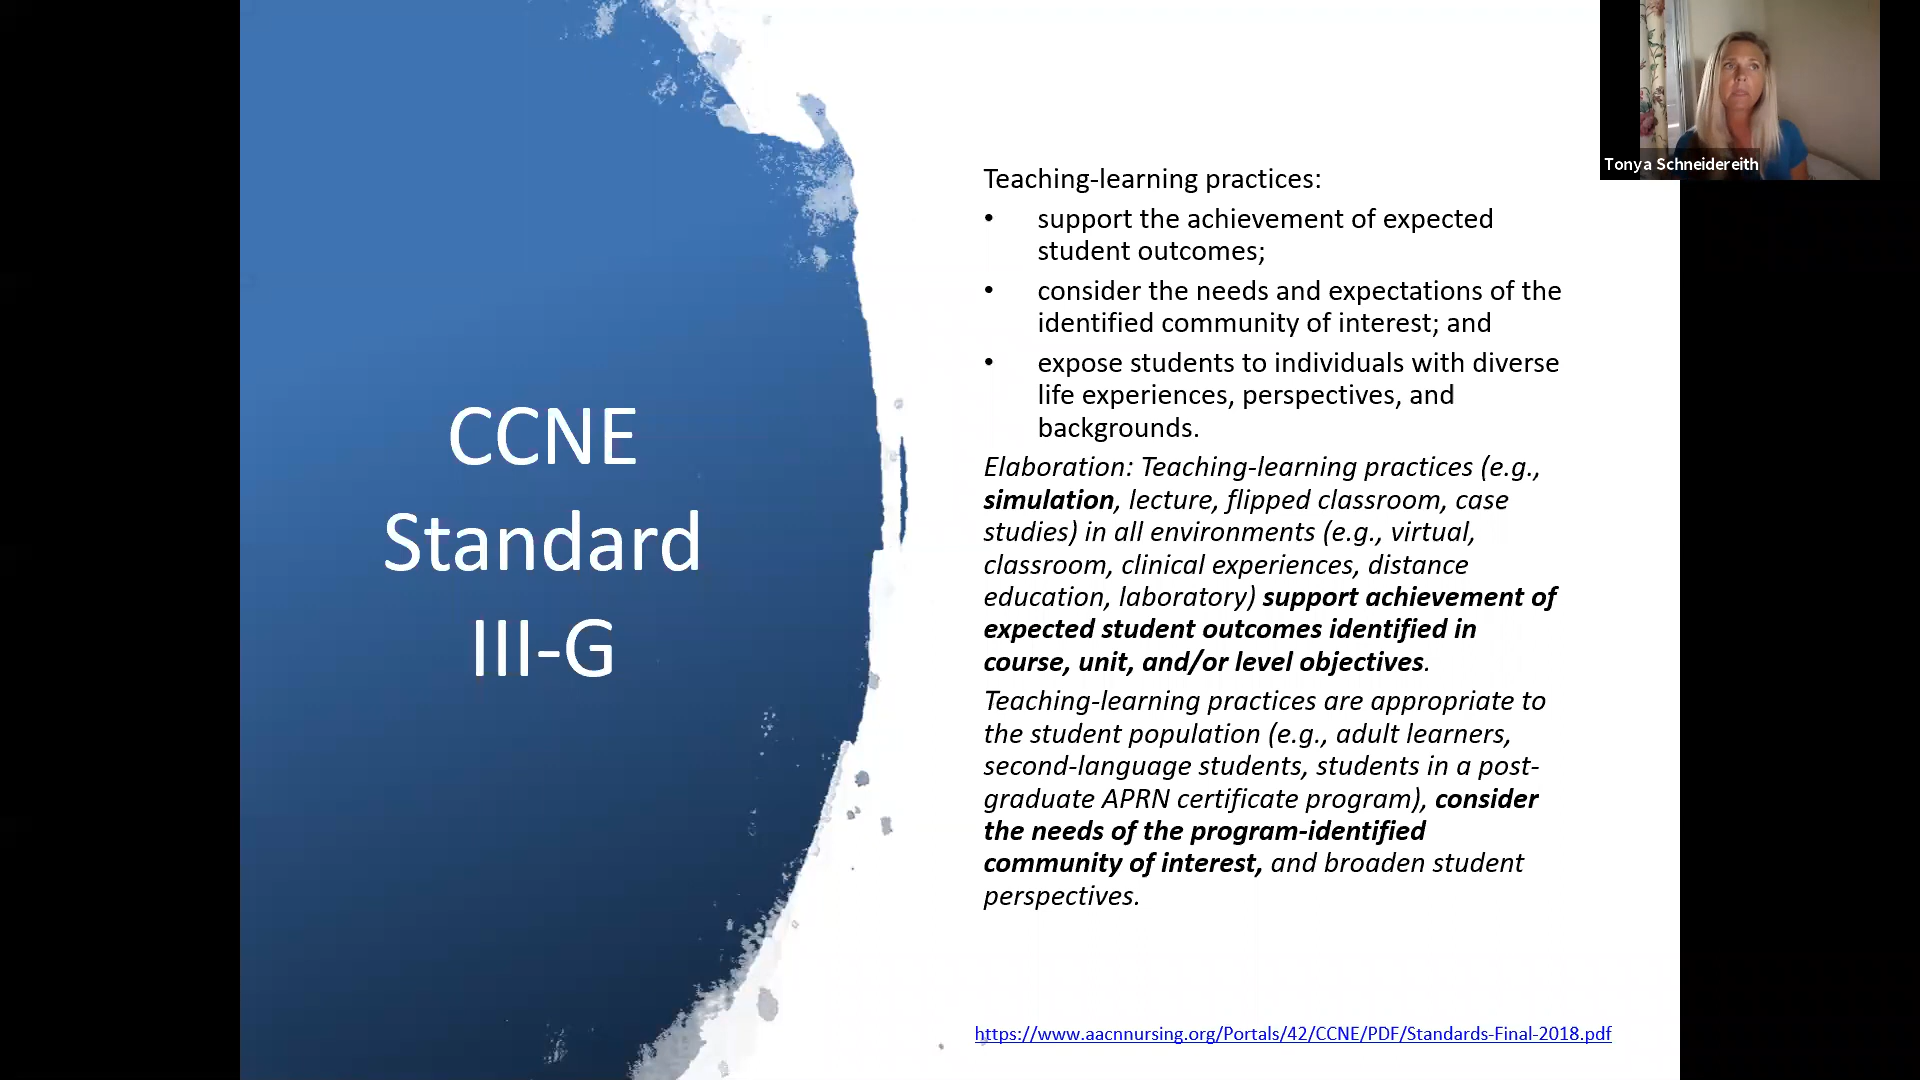 CCNE
Standard
III-G
Teaching-learning practices:
• support the achievement of expected
student outcomes;
• consider the needs and expectations of the
identified community of interest; and
• expose students to individuals with diverse
life experiences, perspectives, and
backgrounds.
Elaboration: Teaching-learning practices (e.g.,
simulation, lecture, flipped classroom, case
studies) in all environments (e.g., virtual,
classroom, clinical experiences, distance
education, laboratory) support achievement of
expected student outcomes identified in
course, unit, and/or level objectives.
Teaching-learning practices are appropriate to
the student population (e.g., adult learners,
second-language students, students in a post-
graduate APRN certificate program), consider
the needs of the program-identified
community of interest, and broaden student
perspectives.
https://www.aacnnursing.org/Portals/42/CCNE/PDF/Standards-Final-2018.pdf
Tonya Schneidereith